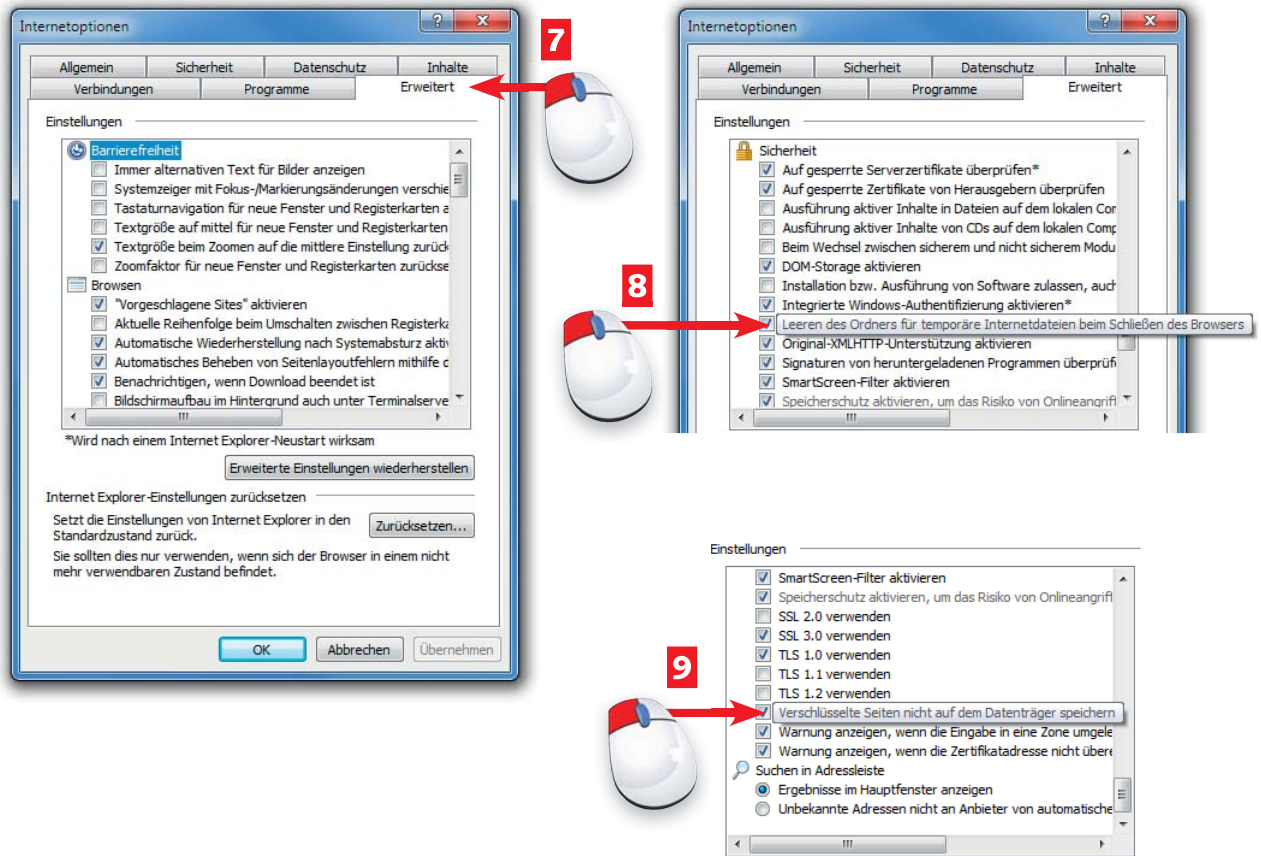 Internetoptionen
?
X
Allgemein Sicherheit Datenschutz Inhalte
Verbindungen Programme Erweitert
Einstellungen
Barrierefreiheit
Immer alternativen Text für Bilder anzeigen
Systemzeiger mit Fokus-/Markierungsänderungen verschie
Tastaturnavigation für neue Fenster und Registerkarten a
Textgröße auf mittel für neue Fenster und Registerkarten
Textgröße beim Zoomen auf die mittlere Einstellung zurück
Zoomfaktor für neue Fenster und Registerkarten zurückse
Browsen
"Vorgeschlagene Sites" aktivieren
Aktuelle Reihenfolge beim Umschalten zwischen Registerka
Automatische Wiederherstellung nach Systemabsturz aktiv
Automatisches Beheben von Seitenlayoutfehlern mithilfe d
Benachrichtigen, wenn Download beendet ist
Bildschirmaufbau im Hintergrund auch unter Terminalserve
*Wird nach einem Internet Explorer-Neustart wirksam
Erweiterte Einstellungen wiederherstellen
Internet Explorer-Einstellungen zurücksetzen
Setzt die Einstellungen von Internet Explorer in den
Standardzustand zurück.
Zurücksetzen...
Sie sollten dies nur verwenden, wenn sich der Browser in einem nicht
mehr verwendbaren Zustand befindet.
OK Abbrechen Übernehmen
7
Internetoptionen
?
X
Allgemein Sicherheit Datenschutz Inhalte
Verbindungen Programme Erweitert
Einstellungen
Sicherheit
Auf gesperrte Serverzertifikate überprüfen*
Auf gesperrte Zertifikate von Herausgebern überprüfen
Ausführung aktiver Inhalte in Dateien auf dem lokalen Com
Ausführung aktiver Inhalte von CDs auf dem lokalen Comp
Beim Wechsel zwischen sicherem und nicht sicherem Modu
DOM-Storage aktivieren
Installation bzw. Ausführung von Software zulassen, auch
Integrierte Windows-Authentifizierung aktivieren*
Leeren des Ordners für temporäre Internetdateien beim Schließen des Browsers
Original-XMLHTTP-Unterstützung aktivieren
Signaturen von heruntergeladenen Programmen überprüfe
SmartScreen-Filter aktivieren
Speicherschutz aktivieren, um das Risiko von Onlineangriff
8
Einstellungen
SmartScreen-Filter aktivieren
Speicherschutz aktivieren, um das Risiko von Onlineangriff
SSL 2.0 verwenden
SSL 3.0 verwenden
TLS 1.0 verwenden
TLS 1.1 verwenden
TLS 1.2 verwenden
Verschlüsselte Seiten nicht auf dem Datenträger speichern
Warnung anzeigen, wenn die Eingabe in eine Zone umgele
Warnung anzeigen, wenn die Zertifikatadresse nicht übere
Suchen in Adressleiste
Ergebnisse im Hauptfenster anzeigen
Unbekannte Adressen nicht an Anbieter von automatische
9